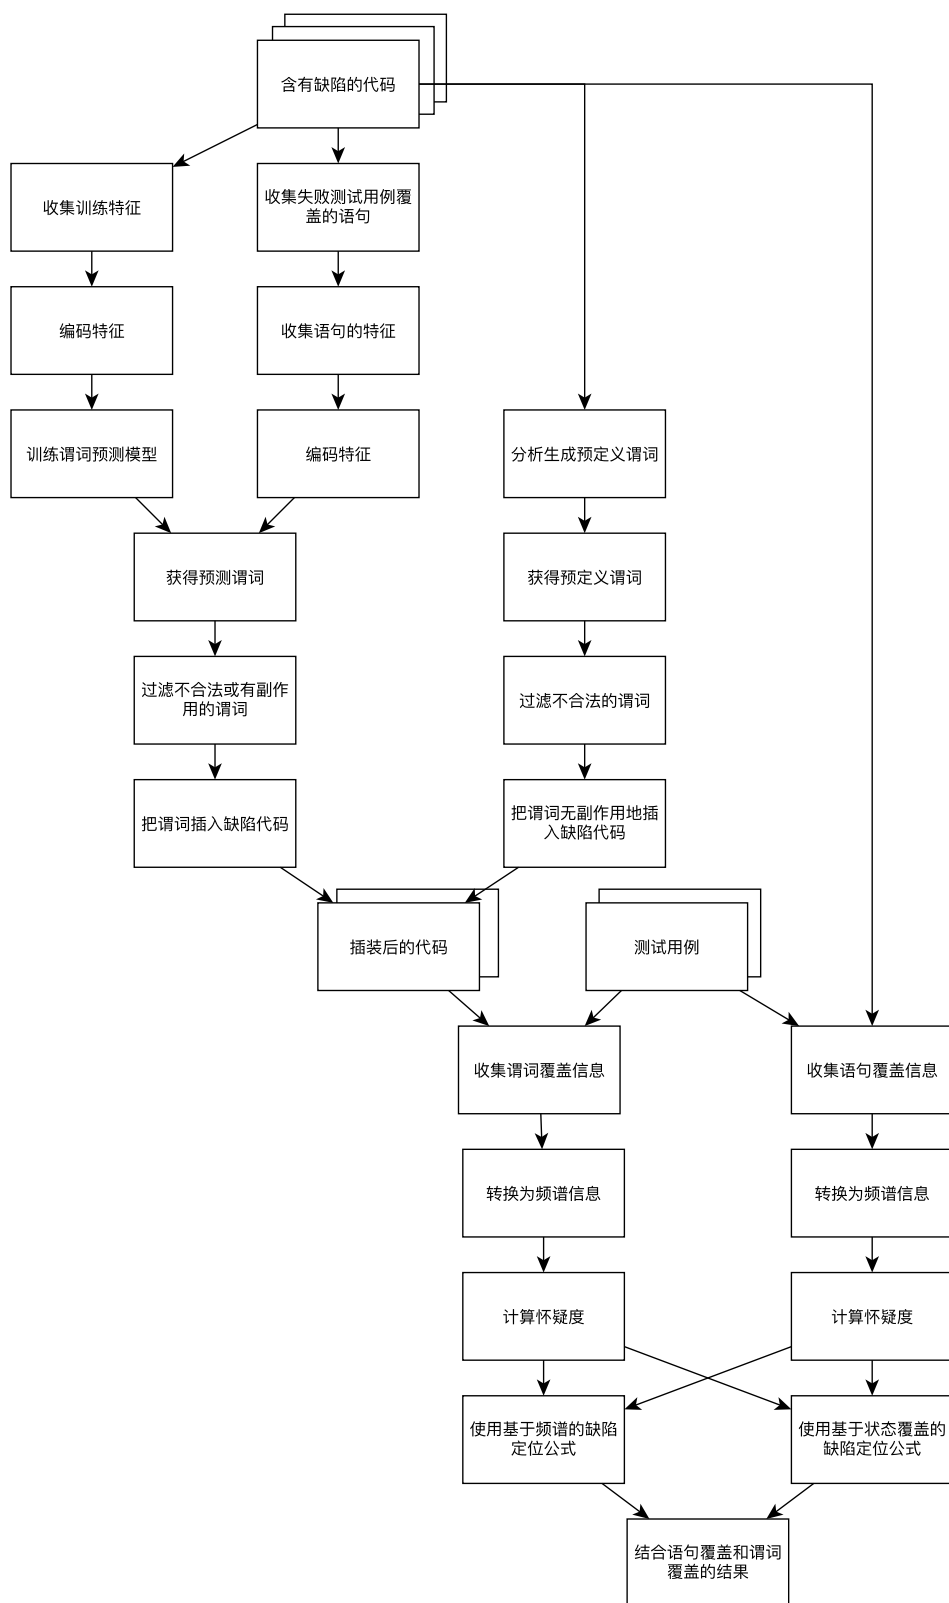 含有缺陷的代码
收集训练特征
收集失败测试用例覆
盖的语句
编码特征
收集语句的特征
训练谓词预测模型
编码特征
分析生成预定义谓词
获得预测谓词
获得预定义谓词
过滤不合法或有副作
用的谓词
过滤不合法的谓词
把谓词插入缺陷代码
把谓词无副作用地插
入缺陷代码
插装后的代码
测试用例
收集谓词覆盖信息
收集语句覆盖信息
转换为频谱信息
转换为频谱信息
计算怀疑度
计算怀疑度
使用基于频谱的缺陷
定位公式
使用基于状态覆盖的
缺陷定位公式
结合语句覆盖和谓词
覆盖的结果